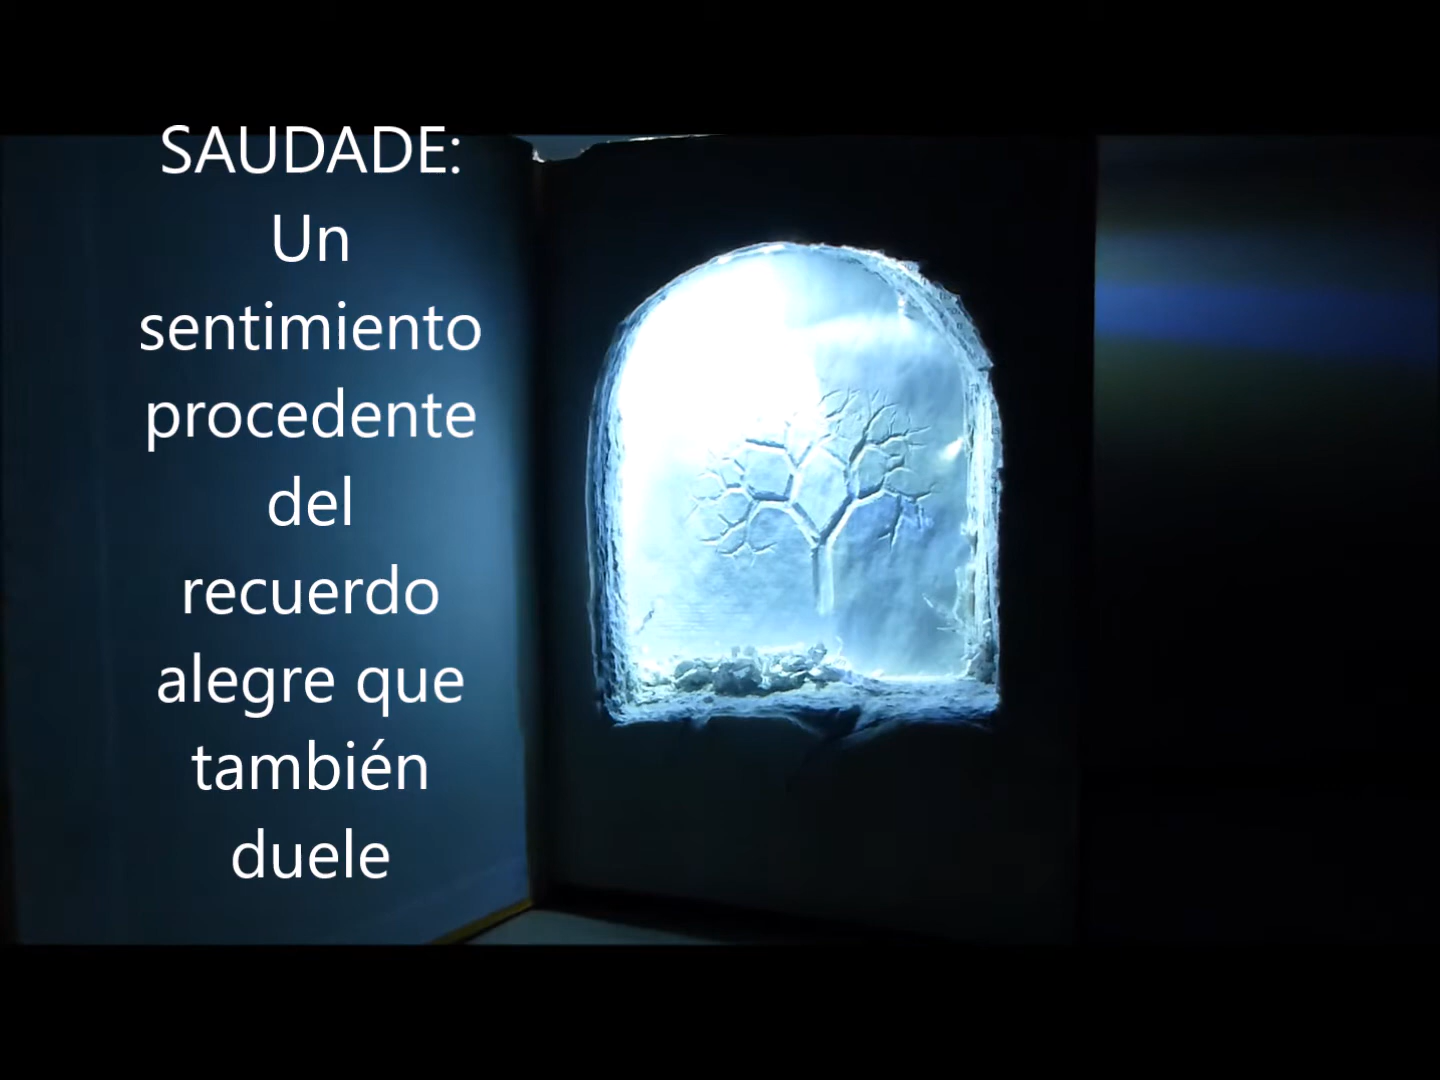 SAUDADE:
Un
sentimiento
procedente
del
recuerdo
alegre que
también
duele